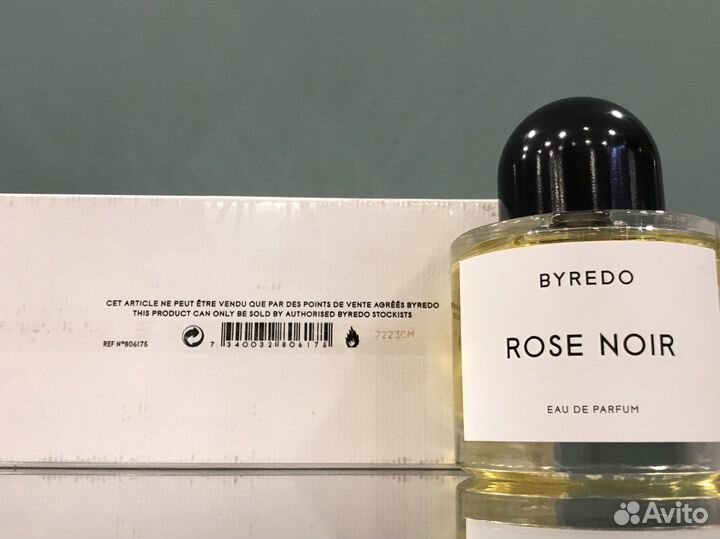 CET ARTICLE NE PEUT ÊTRE VENDU QUE PAR DES POINTS DE VENTE AGRÉÉS BYREDO
THIS PRODUCT CAN ONLY BE SOLD BY AUTHORISED BYREDO STOCKISTS
REF Nº806175
7 340032 806175
7223CM
BYREDO
ROSE NOIR
EAU DE PARFUM
Avito